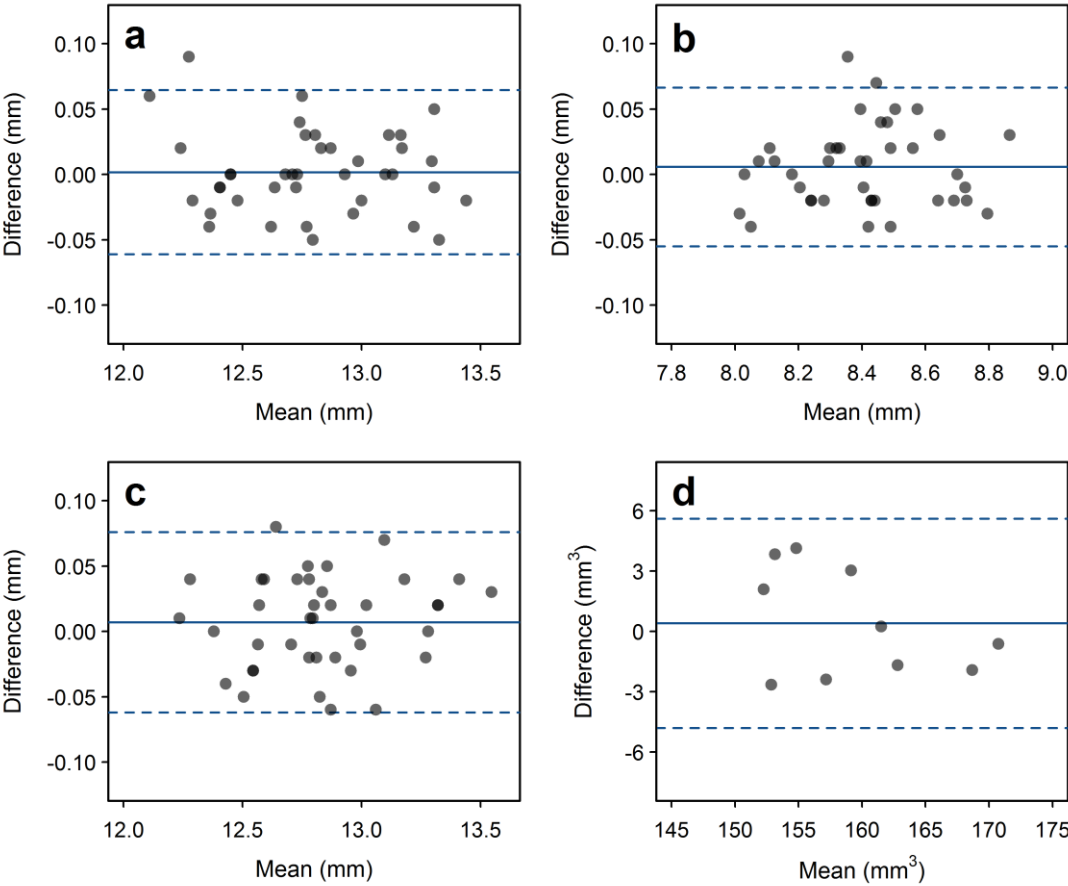 a
0.10
0.05
0.00
-0.05
-0.10
Difference (mm)
12.0 12.5 13.0 13.5
Mean (mm)
b
0.10
0.05
0.00
-0.05
-0.10
Difference (mm)
7.8 8.0 8.2 8.4 8.6 8.8 9.0
Mean (mm)
c
0.10
0.05
0.00
-0.05
-0.10
Difference (mm)
12.0 12.5 13.0 13.5
Mean (mm)
d
6
3
0
-3
-6
Difference (mm³)
145 150 155 160 165 170 175
Mean (mm³)